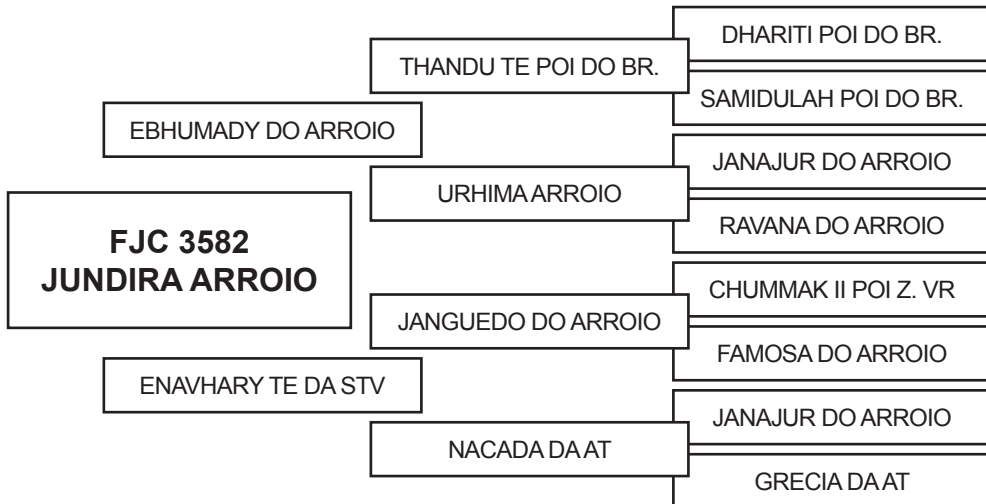 DHARITI POI DO BR.
THANDU TE POI DO BR.
SAMIDULAH POI DO BR.
EBHUMADY DO ARROIO
JANAJUR DO ARROIO
URHIMA ARROIO
RAVANA DO ARROIO
FJC 3582
JUNDIRA ARROIO
CHUMMAK II POI Z. VR
JANGUEDO DO ARROIO
FAMOSA DO ARROIO
ENAVHARY TE DA STV
JANAJUR DO ARROIO
NACADA DA AT
GRECIA DA AT